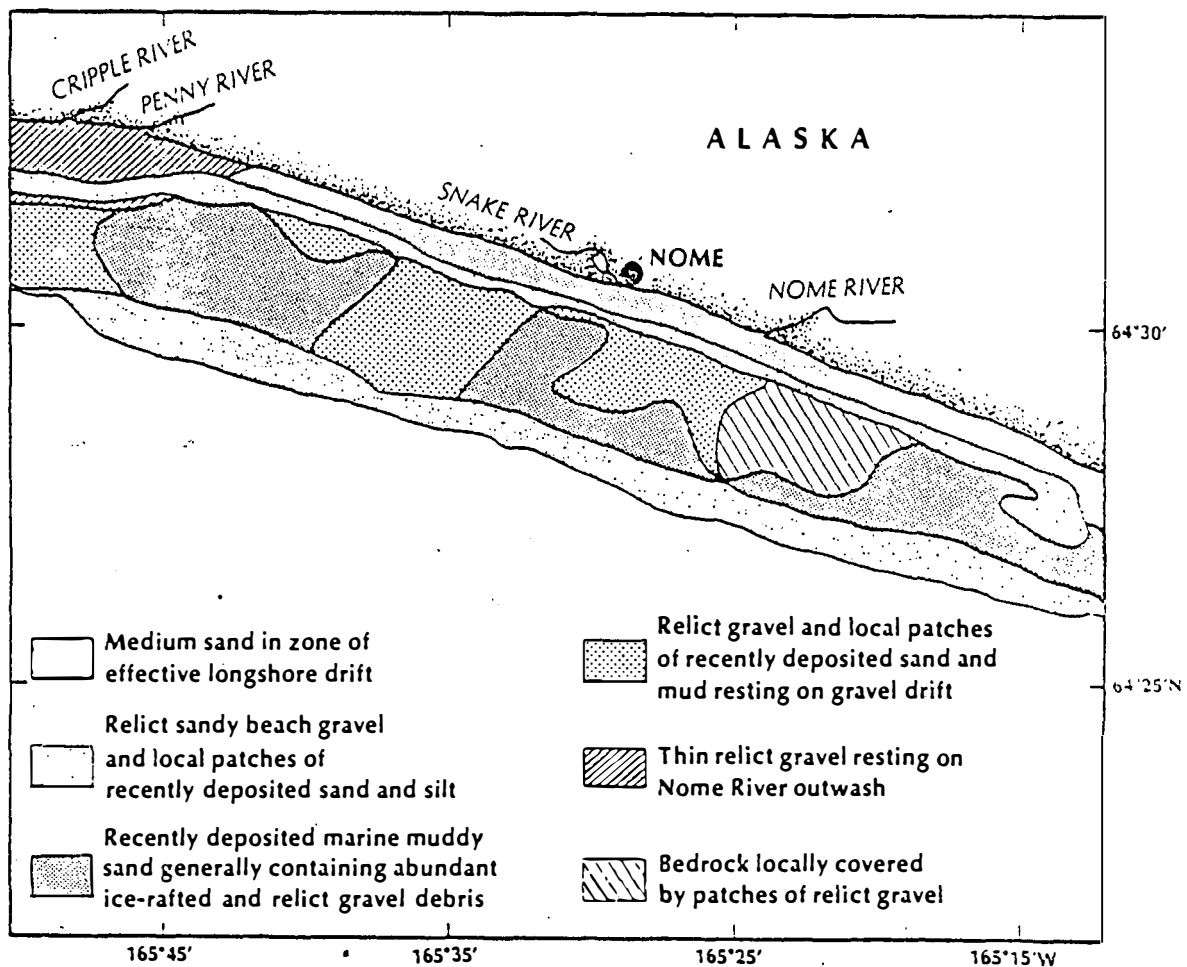 CRIPPLE RIVER
PENNY RIVER
ALASKA
SNAKE RIVER
NOME
NOME RIVER
64°30'
Medium sand in zone of
effective longshore drift
Relict sandy beach gravel
and local patches of
recently deposited sand and silt
Recently deposited marine muddy
sand generally containing abundant
ice-rafted and relict gravel debris
Relict gravel and local patches
of recently deposited sand and
mud resting on gravel drift
64°25'N
Thin relict gravel resting on
Nome River outwash
Bedrock locally covered
by patches of relict gravel
165°45'
165°35'
165°25'
165°15'W